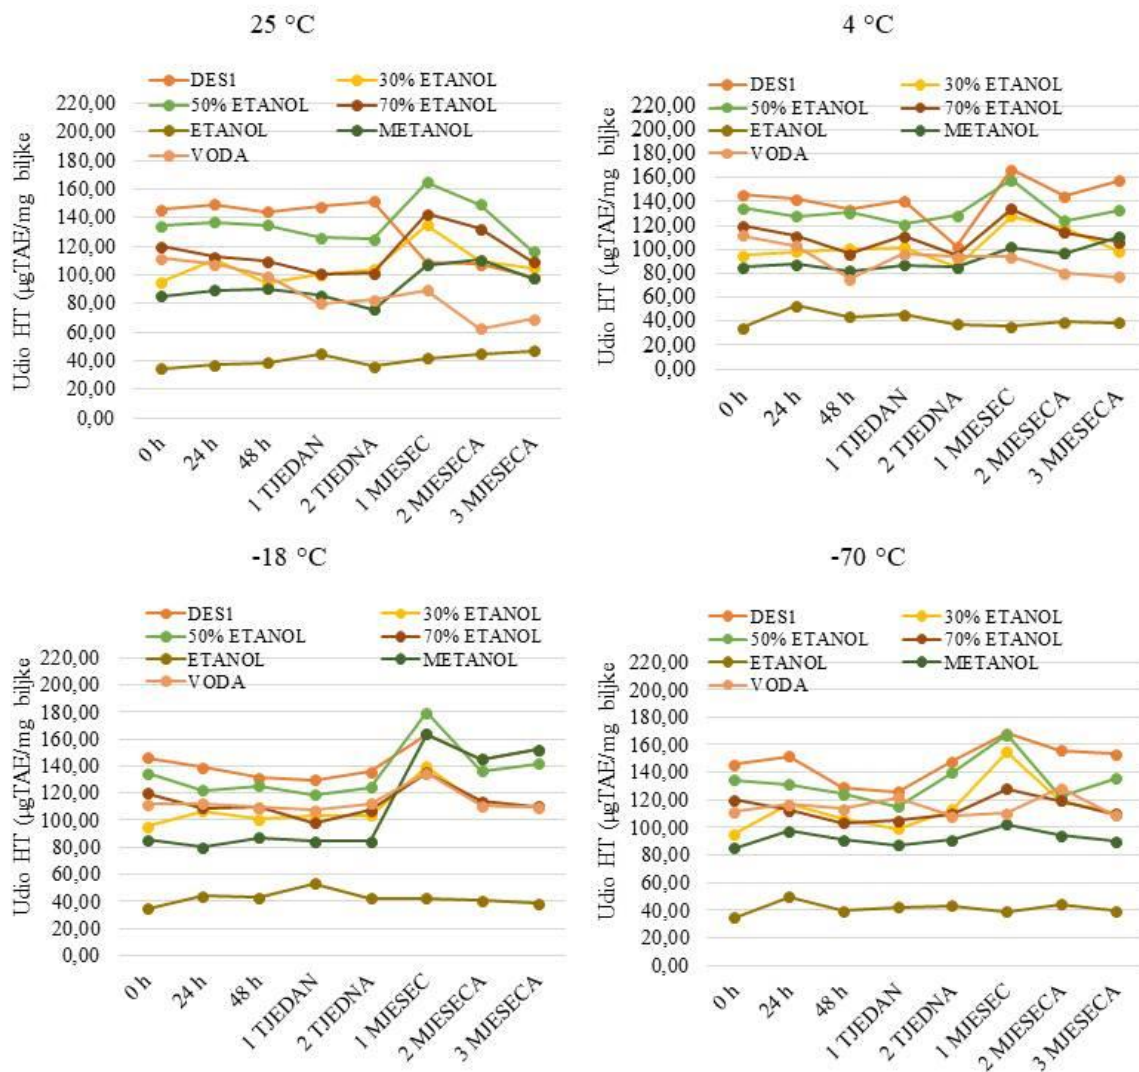 25 °C
DES1 30% ETANOL
50% ETANOL 70% ETANOL
ETANOL METANOL
VODA
Udio HT (µgTAE/mg biljke
220,00
200,00
180,00
160,00
140,00
120,00
100,00
80,00
60,00
40,00
20,00
0,00
0 h
24 h
48 h
1 TJEDAN
2 TJEDNA
1 MJESEC
2 MJESECA
3 MJESECA
4 °C
DES1 30% ETANOL
50% ETANOL 70% ETANOL
ETANOL METANOL
VODA
Udio HT (µgTAE/mg biljke
220,00
200,00
180,00
160,00
140,00
120,00
100,00
80,00
60,00
40,00
20,00
0,00
0 h
24 h
48 h
1 TJEDAN
2 TJEDNA
1 MJESEC
2 MJESECA
3 MJESECA
-18 °C
DES1 30% ETANOL
50% ETANOL 70% ETANOL
ETANOL METANOL
VODA
Udio HT (µgTAE/mg biljke
220,00
200,00
180,00
160,00
140,00
120,00
100,00
80,00
60,00
40,00
20,00
0,00
0 h
24 h
48 h
1 TJEDAN
2 TJEDNA
1 MJESEC
2 MJESECA
3 MJESECA
-70 °C
DES1 30% ETANOL
50% ETANOL 70% ETANOL
ETANOL METANOL
VODA
Udio HT (µgTAE/mg biljke
220,00
200,00
180,00
160,00
140,00
120,00
100,00
80,00
60,00
40,00
20,00
0,00
0 h
24 h
48 h
1 TJEDAN
2 TJEDNA
1 MJESEC
2 MJESECA
3 MJESECA